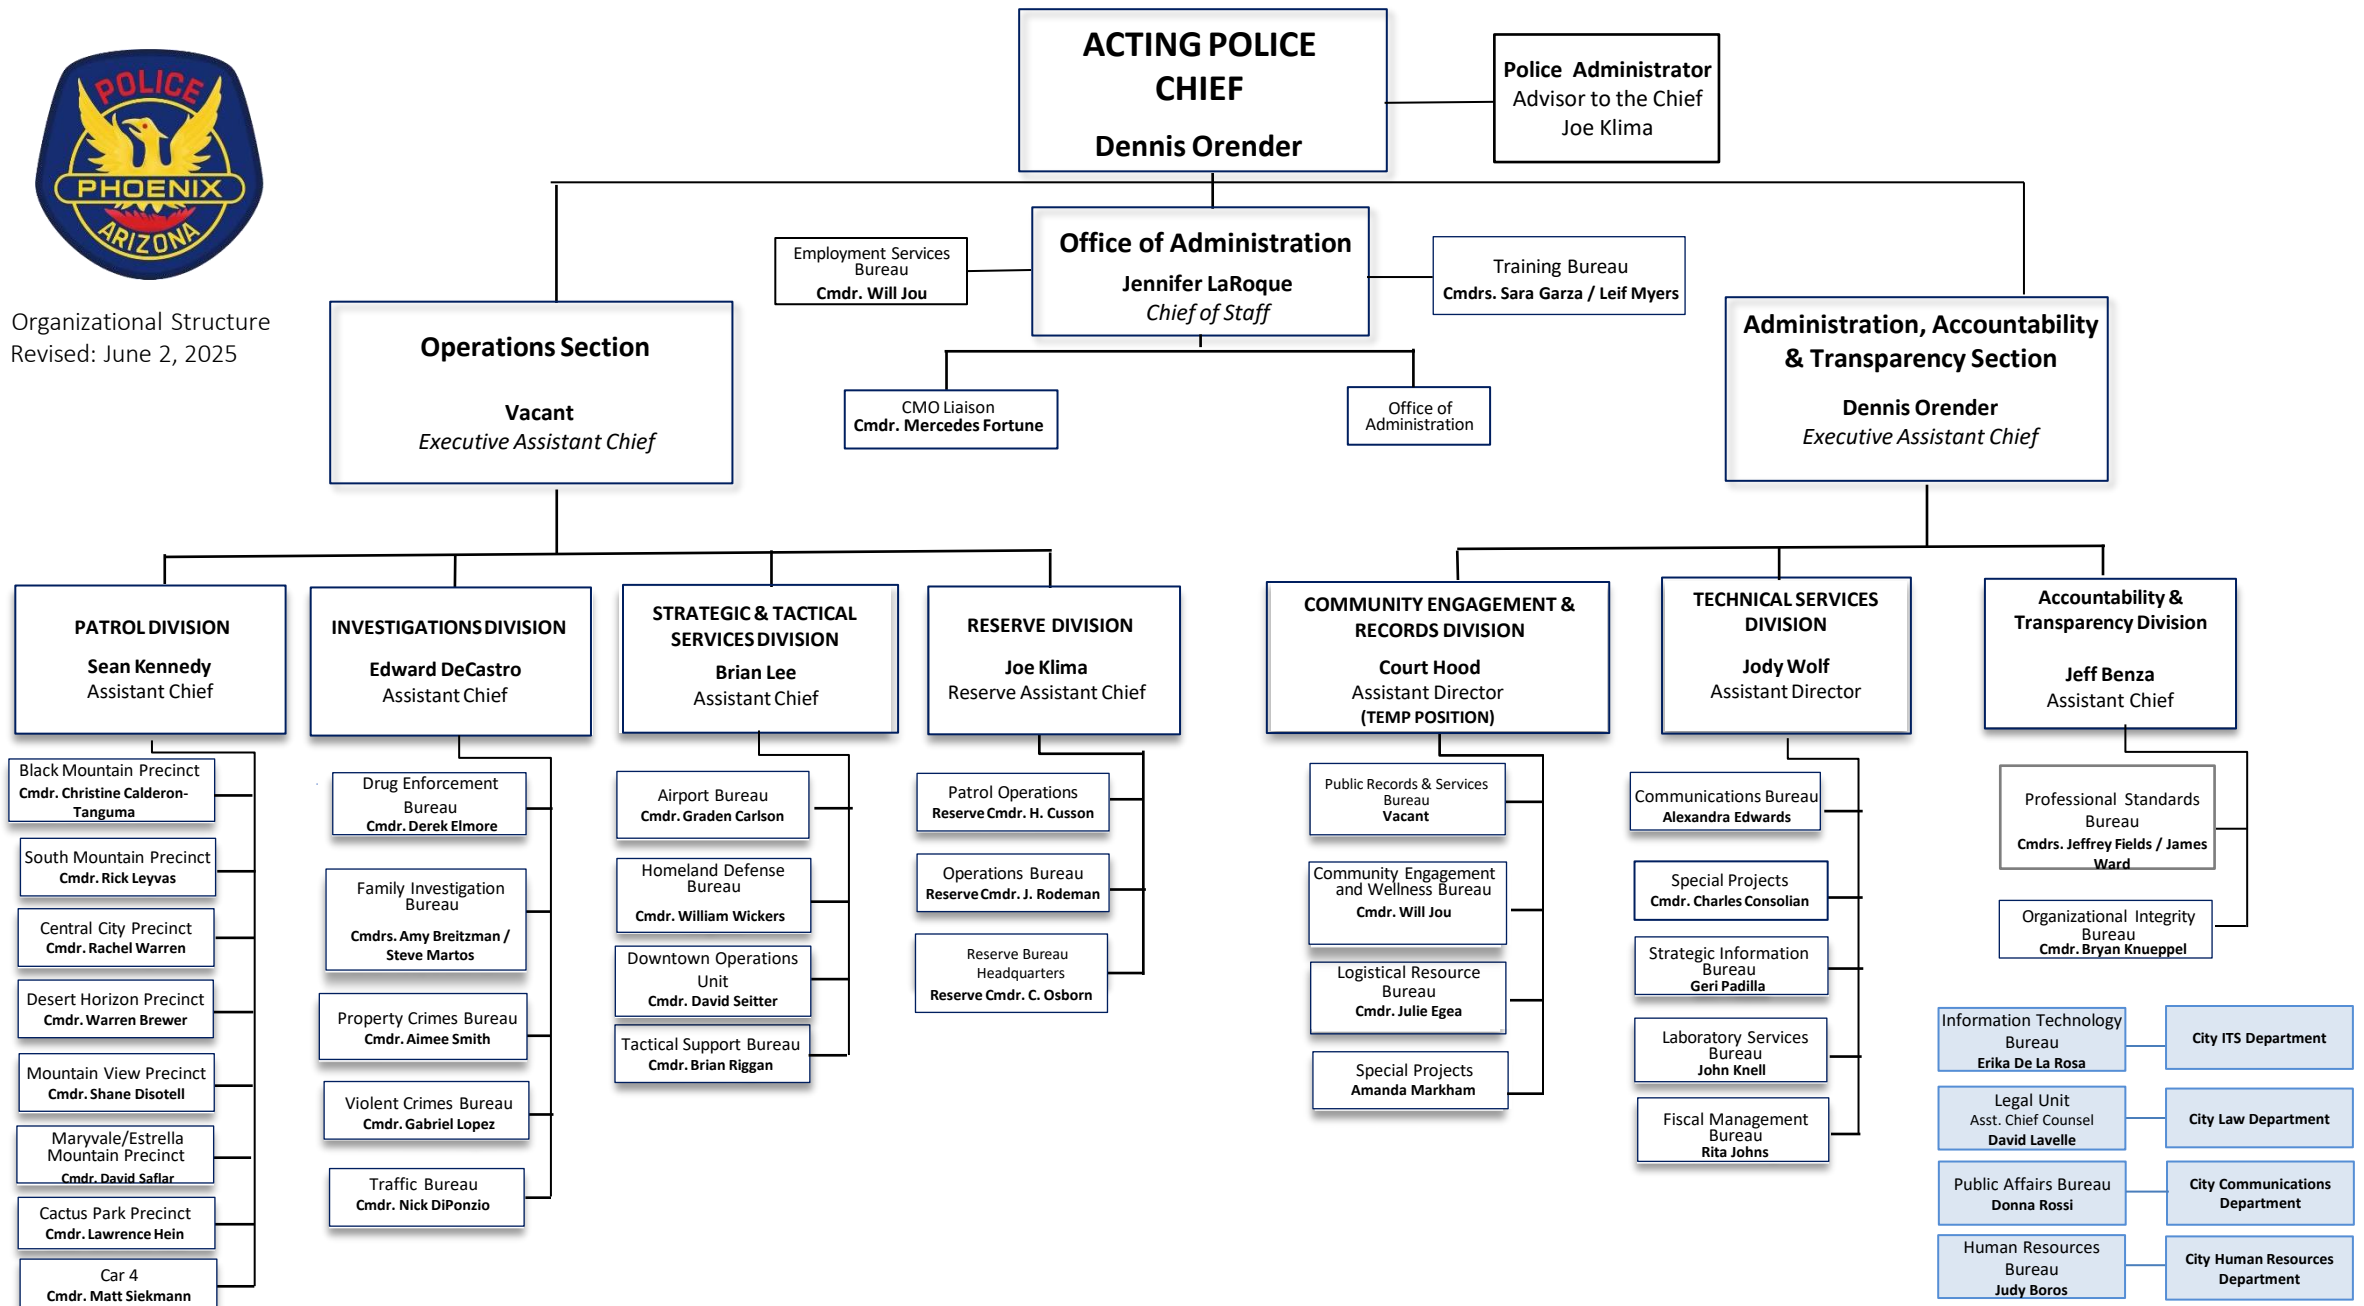 POLICE
PHOENIX
ARIZONA
Organizational Structure
Revised: June 2, 2025
ACTING POLICE
CHIEF
Dennis Orender
Police Administrator
Advisor to the Chief
Joe Klima
Employment Services
Bureau
Cmdr. Will Jou
Office of Administration
Jennifer LaRoque
Chief of Staff
Training Bureau
Cmdrs. Sara Garza / Leif Myers
CMO Liaison
Cmdr. Mercedes Fortune
Office of
Administration
Operations Section
Vacant
Executive Assistant Chief
Administration, Accountability
& Transparency Section
Dennis Orender
Executive Assistant Chief
PATROL DIVISION
Sean Kennedy
Assistant Chief
Black Mountain Precinct
Cmdr. Christine Calderon-
Tanguma
South Mountain Precinct
Cmdr. Rick Leyvas
Central City Precinct
Cmdr. Rachel Warren
Desert Horizon Precinct
Cmdr. Warren Brewer
Mountain View Precinct
Cmdr. Shane Disotell
Maryvale/Estrella
Mountain Precinct
Cmdr. David Saflar
Cactus Park Precinct
Cmdr. Lawrence Hein
Car 4
Cmdr. Matt Siekmann
INVESTIGATIONS DIVISION
Edward DeCastro
Assistant Chief
Drug Enforcement
Bureau
Cmdr. Derek Elmore
Family Investigation
Bureau
Cmdrs. Amy Breitzman /
Steve Martos
Property Crimes Bureau
Cmdr. Aimee Smith
Violent Crimes Bureau
Cmdr. Gabriel Lopez
Traffic Bureau
Cmdr. Nick DiPonzio
STRATEGIC & TACTICAL
SERVICES DIVISION
Brian Lee
Assistant Chief
Airport Bureau
Cmdr. Graden Carlson
Homeland Defense
Bureau
Cmdr. William Wickers
Downtown Operations
Unit
Cmdr. David Seitter
Tactical Support Bureau
Cmdr. Brian Riggan
RESERVE DIVISION
Joe Klima
Reserve Assistant Chief
Patrol Operations
Reserve Cmdr. H. Cusson
Operations Bureau
Reserve Cmdr. J. Rodeman
Reserve Bureau
Headquarters
Reserve Cmdr. C. Osborn
COMMUNITY ENGAGEMENT &
RECORDS DIVISION
Court Hood
Assistant Director
(TEMP POSITION)
Public Records & Services
Bureau
Vacant
Community Engagement
and Wellness Bureau
Cmdr. Will Jou
Logistical Resource
Bureau
Cmdr. Julie Egea
Special Projects
Amanda Markham
TECHNICAL SERVICES
DIVISION
Jody Wolf
Assistant Director
Communications Bureau
Alexandra Edwards
Special Projects
Cmdr. Charles Consolian
Strategic Information
Bureau
Geri Padilla
Laboratory Services
Bureau
John Knell
Fiscal Management
Bureau
Rita Johns
Accountability &
Transparency Division
Jeff Benza
Assistant Chief
Professional Standards
Bureau
Cmdrs. Jeffrey Fields / James
Ward
Organizational Integrity
Bureau
Cmdr. Bryan Knueppel
Information Technology
Bureau
Erika De La Rosa
City ITS Department
Legal Unit
Asst. Chief Counsel
David Lavelle
City Law Department
Public Affairs Bureau
Donna Rossi
City Communications
Department
Human Resources
Bureau
Judy Boros
City Human Resources
Department